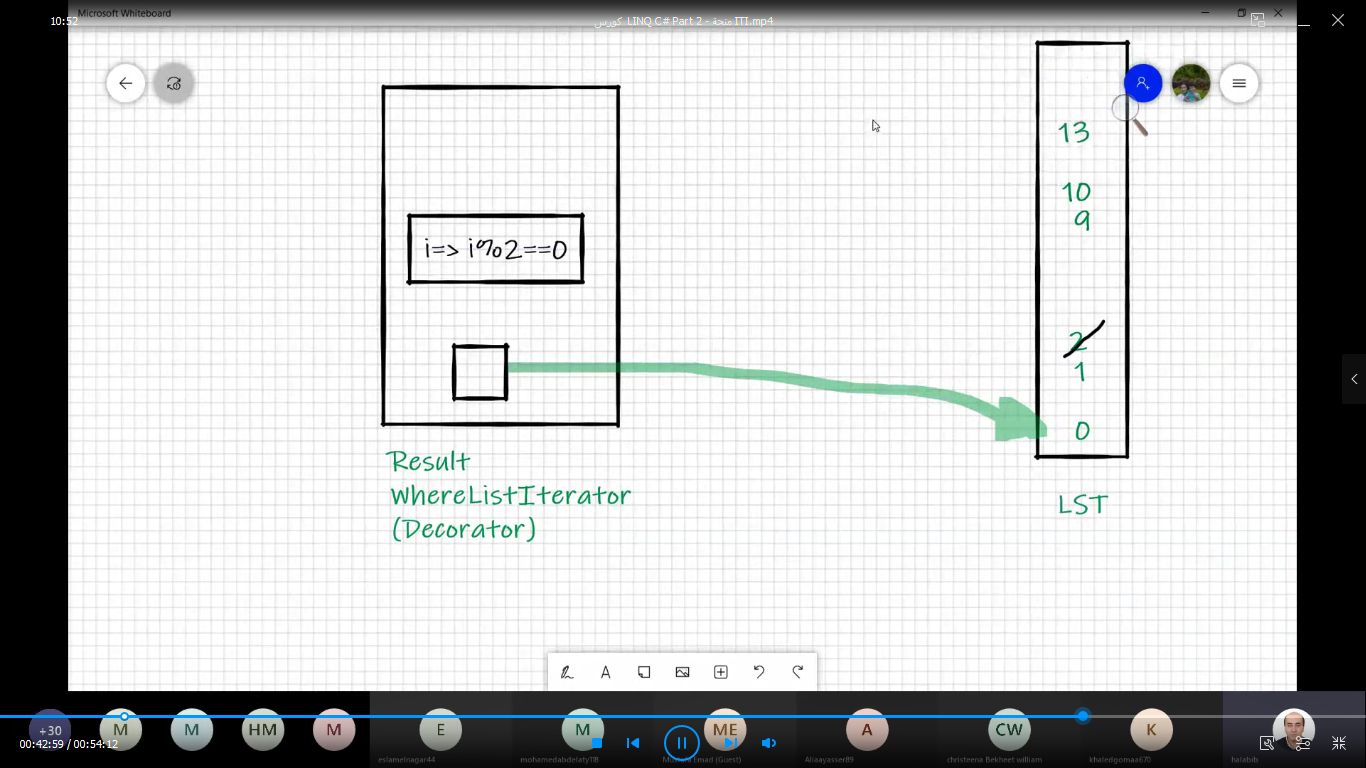 Microsoft Whiteboard
10:52
كورس LINQ C# Part 2 - منحة ITI.mp4
i=> i%2==0
Result
WhereListIterator
(Decorator)
13
10
9
2
1
0
LST
A
+30
M
M
HM
M
E
M
ME
A
CW
K
eslamelnagar44
mohamedabdelaty118
Mustafa Emad (Guest)
Aliaayasser89
christeena Bekheet william
khaledgomaa670
halabib
00:42:59 / 00:54:12